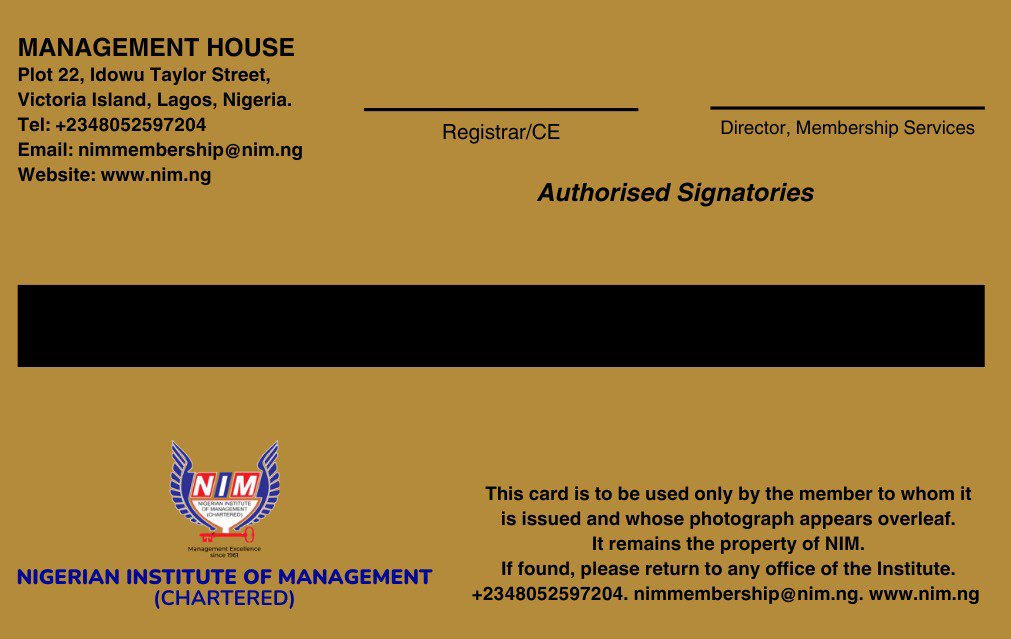 MANAGEMENT HOUSE
Plot 22, Idowu Taylor Street,
Victoria Island, Lagos, Nigeria.
Tel: +2348052597204
Email: nimmembership@nim.ng
Website: www.nim.ng
Registrar/CE
Director, Membership Services
Authorised Signatories
NIM
NIGERIAN INSTITUTE
OF MANAGEMENT
(CHARTERED)
Management Excellence
since 1961
NIGERIAN INSTITUTE OF MANAGEMENT
(CHARTERED)
This card is to be used only by the member to whom it
is issued and whose photograph appears overleaf.
It remains the property of NIM.
If found, please return to any office of the Institute.
+2348052597204. nimmembership@nim.ng. www.nim.ng